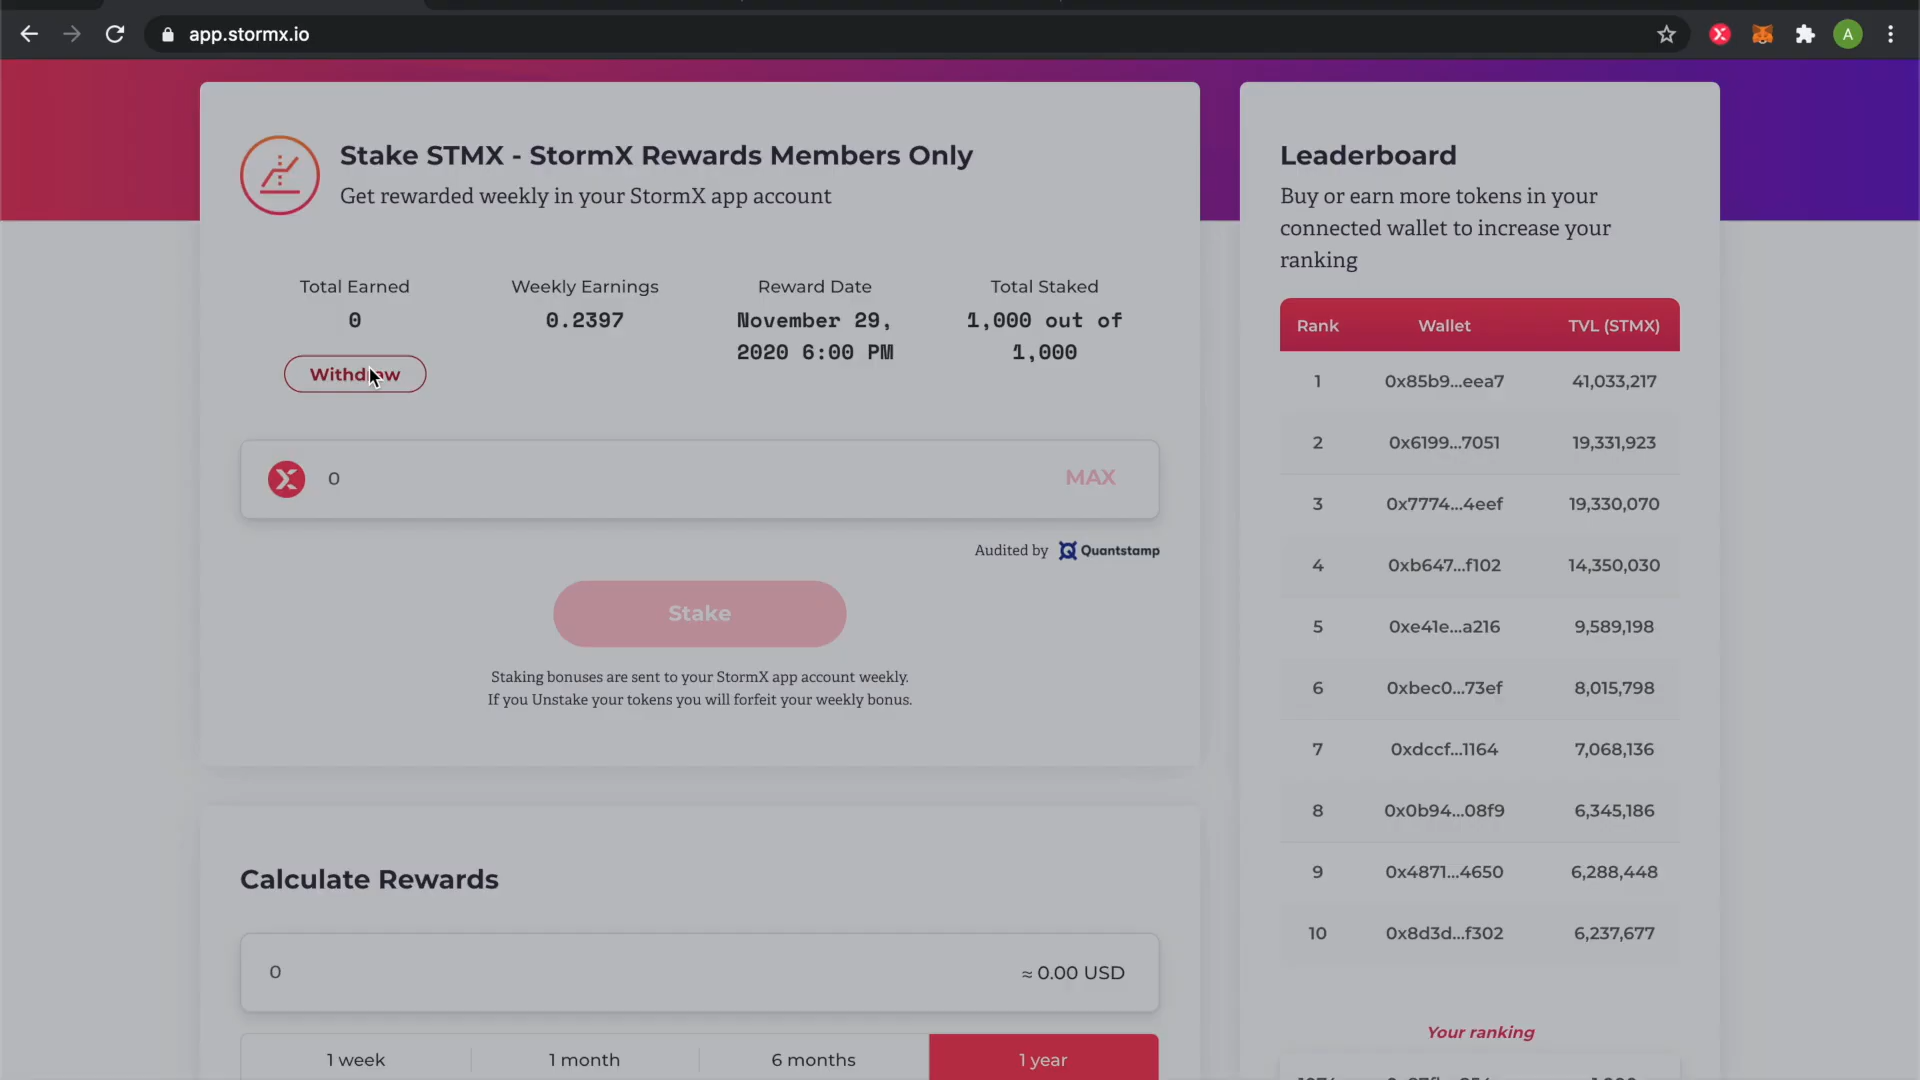 app.stormx.io
A
Stake STMX - StormX Rewards Members Only
Get rewarded weekly in your StormX app account
Total Earned
0
Withdraw
Weekly Earnings
0.2397
Reward Date
November 29,
2020 6:00 PM
Total Staked
1,000 out of
1,000
0
MAX
Audited by Quantstamp
Stake
Staking bonuses are sent to your StormX app account weekly.
If you Unstake your tokens you will forfeit your weekly bonus.
Calculate Rewards
0
≈ 0.00 USD
1 week 1 month 6 months 1 year
Leaderboard
Buy or earn more tokens in your
connected wallet to increase your
ranking
Rank Wallet TVL (STMX)
1 0x85b9...eea7 41,033,217
2 0x6199...7051 19,331,923
3 0x7774...4eef 19,330,070
4 0xb647...f102 14,350,030
5 0xe41e...a216 9,589,198
6 0xbec0...73ef 8,015,798
7 0xdccf...1164 7,068,136
8 0x0b94...08f9 6,345,186
9 0x4871...4650 6,288,448
10 0x8d3d...f302 6,237,677
Your ranking